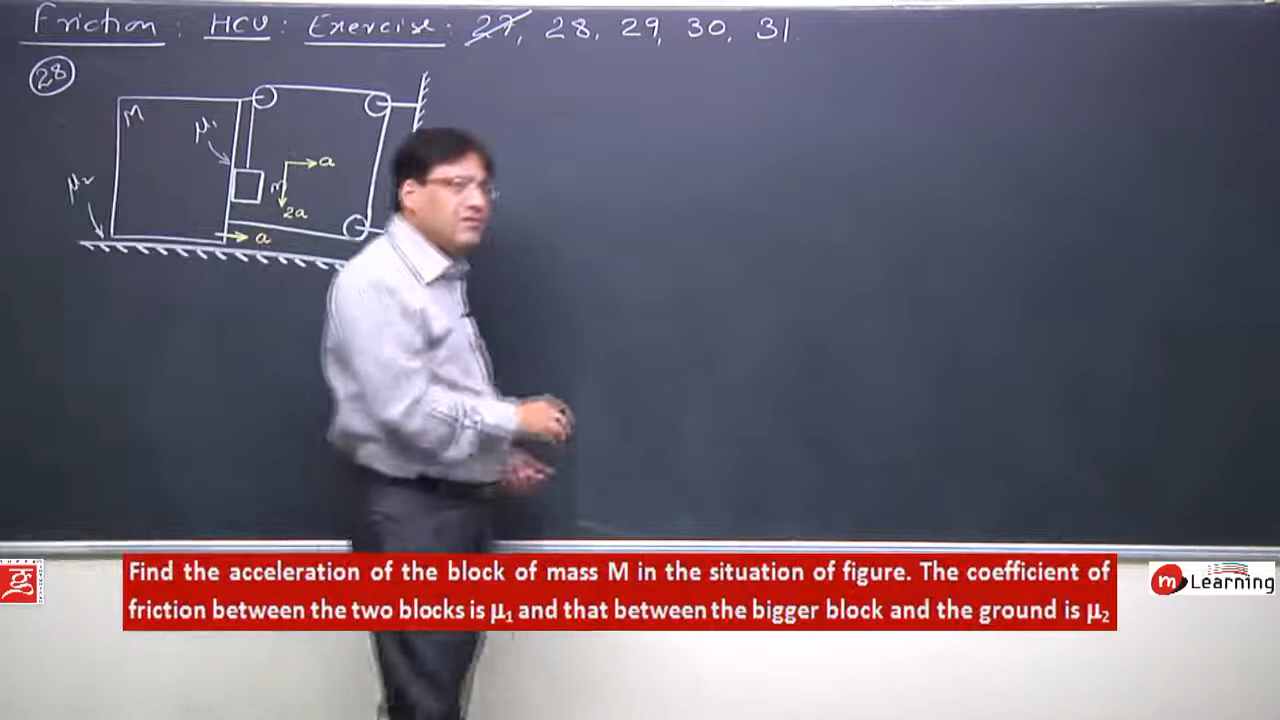 Friction : HCV : Exercise : 27, 28, 29, 30, 31.
28
M
μ1
μ2
a
m
2a
a
Find the acceleration of the block of mass M in the situation of figure. The coefficient of
friction between the two blocks is μ1 and that between the bigger block and the ground is μ2
m Learning